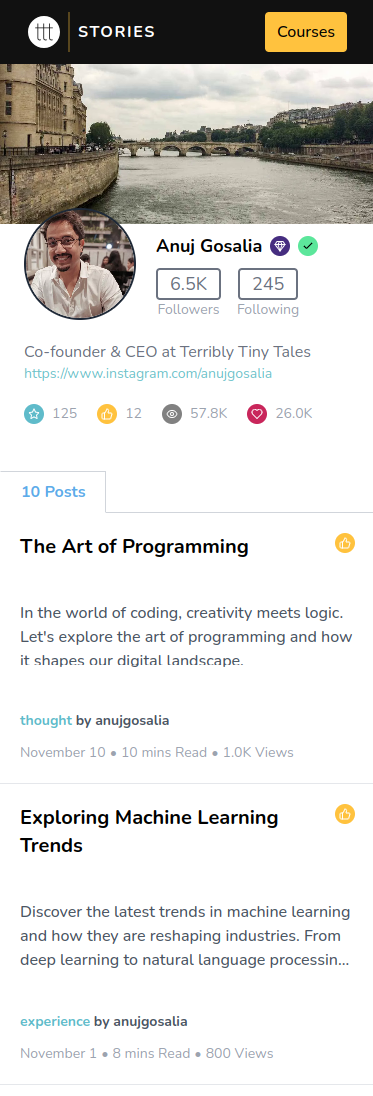 ttt STORIES Courses
Anuj Gosalia
6.5K 245
Followers Following
Co-founder & CEO at Terribly Tiny Tales
https://www.instagram.com/anujgosalia
125 12 57.8K 26.0K
10 Posts
The Art of Programming
In the world of coding, creativity meets logic.
Let's explore the art of programming and how
it shapes our digital landscape.
thought by anujgosalia
November 10 • 10 mins Read • 1.0K Views
Exploring Machine Learning
Trends
Discover the latest trends in machine learning
and how they are reshaping industries. From
deep learning to natural language processin...
experience by anujgosalia
November 1 • 8 mins Read • 800 Views